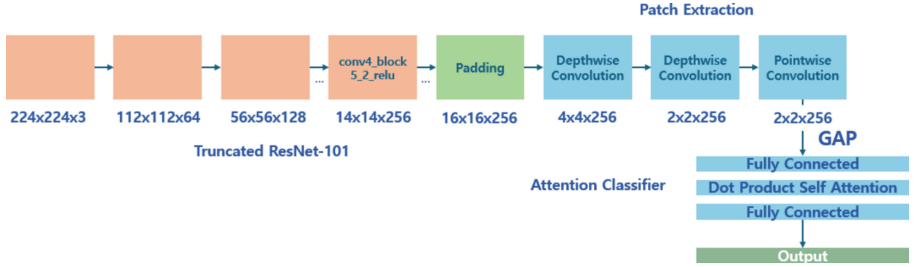 Patch Extraction
conv4_block
5_2_relu
...
...
Padding
Depthwise
Convolution
Depthwise
Convolution
Pointwise
Convolution
224x224x3
112x112x64
56x56x128
14x14x256
16x16x256
4x4x256
2x2x256
2x2x256
Truncated ResNet-101
GAP
Attention Classifier
Fully Connected
Dot Product Self Attention
Fully Connected
Output